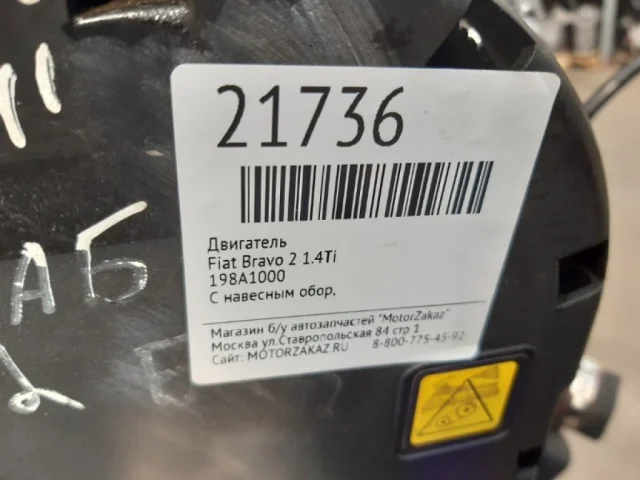 21736
Двигатель
Fiat Bravo 2 1.4Ti
198A1000
С навесным обор,
Магазин б/у автозапчастей "MotorZakaz"
Москва ул.Ставропольская 84 стр 1
Сайт: MOTORZAKAZ.RU 8-800-775-45-92
АБ